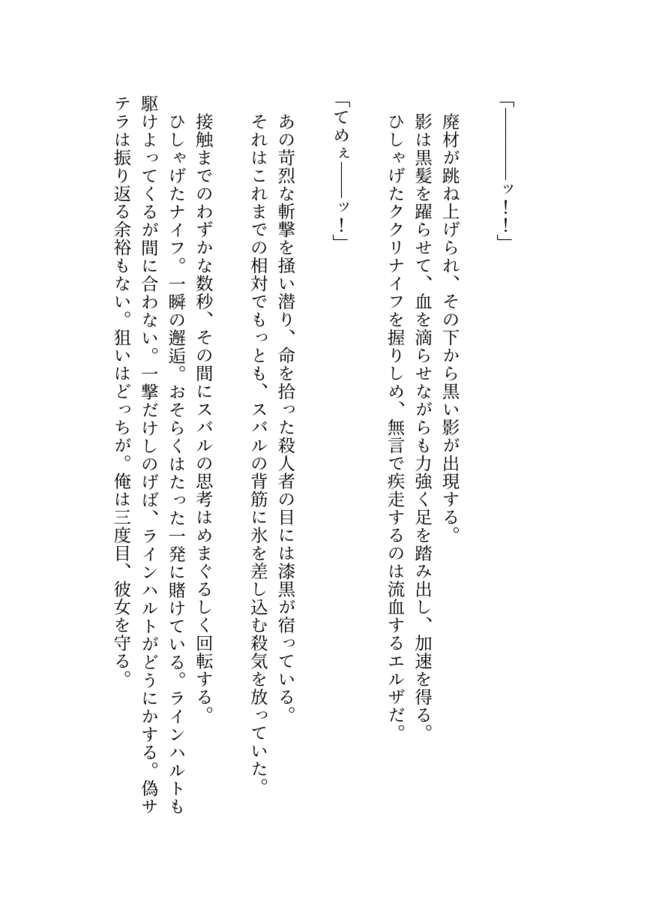 「――――ッ！！」
廃材が跳ね上げられ、その下から黒い影が出現する。
影は黒髪を躍らせて、血を滴らせながらも力強く足を踏み出し、加速を得る。
ひしゃげたククリナイフを握りしめ、無言で疾走するのは流血するエルザだ。
「てめぇ――ッ！」
あの苛烈な斬撃を掻い潜り、命を拾った殺人者の目には漆黒が宿っている。
それはこれまでの相対でもっとも、スバルの背筋に氷を差し込む殺気を放っていた。
接触までのわずかな数秒、その間にスバルの思考はめまぐるしく回転する。
ひしゃげたナイフ。一瞬の邂逅。おそらくはたった一発に賭けている。ラインハルトも
駆けよってくるが間に合わない。一撃だけしのげば、ラインハルトがどうにかする。偽サ
テラは振り返る余裕もない。狙いはどっちが。俺は三度目、彼女を守る。